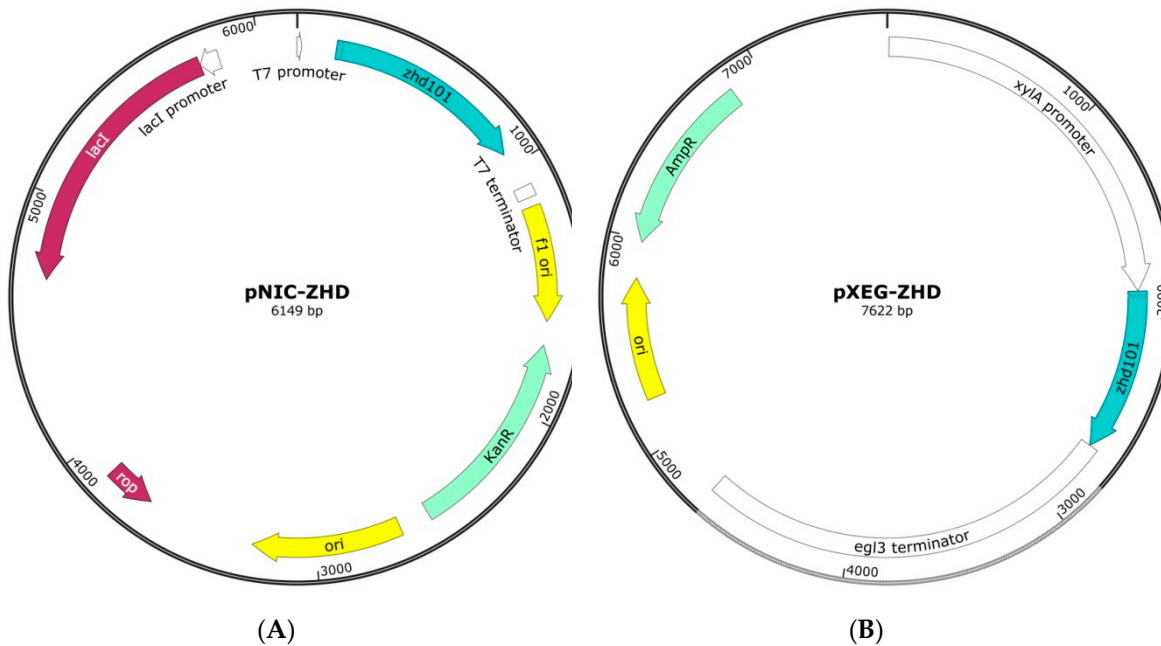 6000
T7 promoter
lacI promoter
zhd101
lacI
1000
T7 terminator
5000
f1 ori
pNIC-ZHD
6149 bp
2000
KanR
4000
rop
ori
3000
(A)
7000
xylA promoter
1000
AmpR
6000
pXEG-ZHD
7622 bp
2000
ori
zhd101
5000
3000
egl3 terminator
4000
(B)